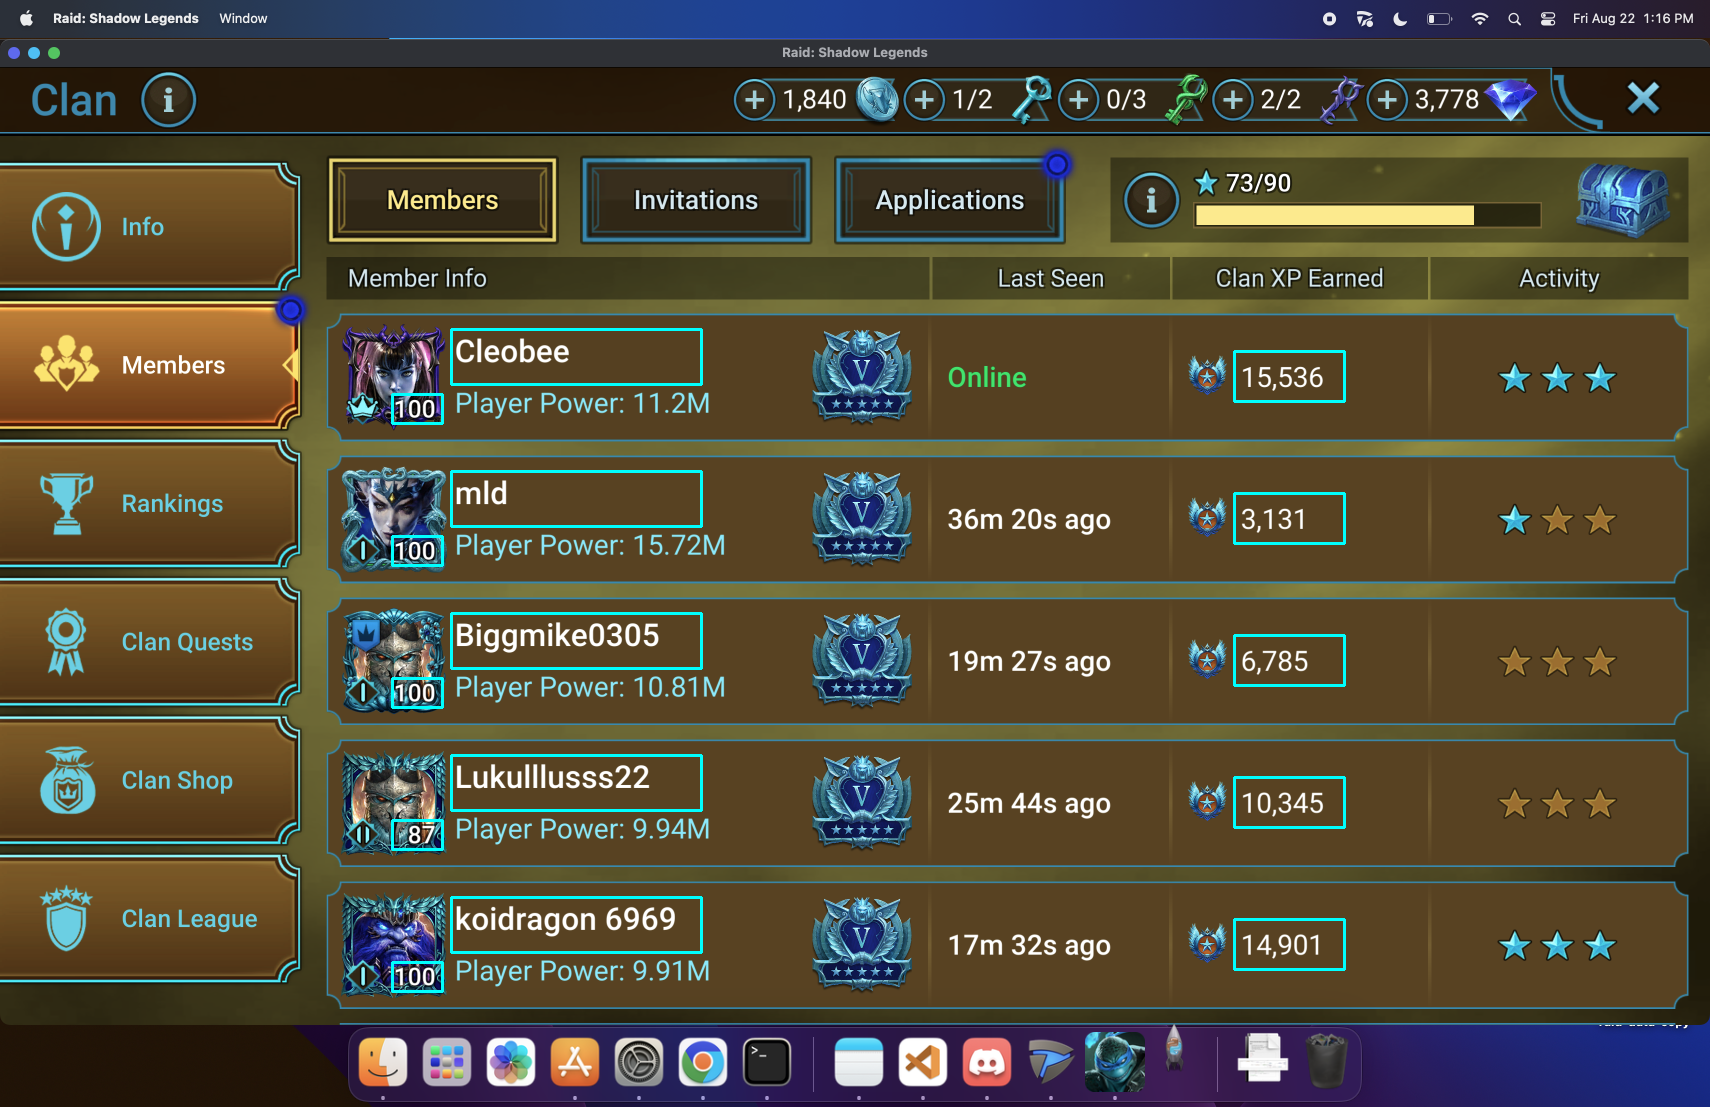 Raid: Shadow Legends Window Fri Aug 22 1:16 PM
Raid: Shadow Legends
Clan i + 1,840 + 1/2 + 0/3 + 2/2 + 3,778
Info
Members
Rankings
Clan Quests
Clan Shop
Clan League
Members Invitations Applications i 73/90
Member Info Last Seen Clan XP Earned Activity
Cleobee
100 Player Power: 11.2M V Online 15,536
mld
I 100 Player Power: 15.72M V 36m 20s ago 3,131
Biggmike0305
I 100 Player Power: 10.81M V 19m 27s ago 6,785
Lukulllusss22
II 87 Player Power: 9.94M V 25m 44s ago 10,345
koidragon 6969
I 100 Player Power: 9.91M V 17m 32s ago 14,901